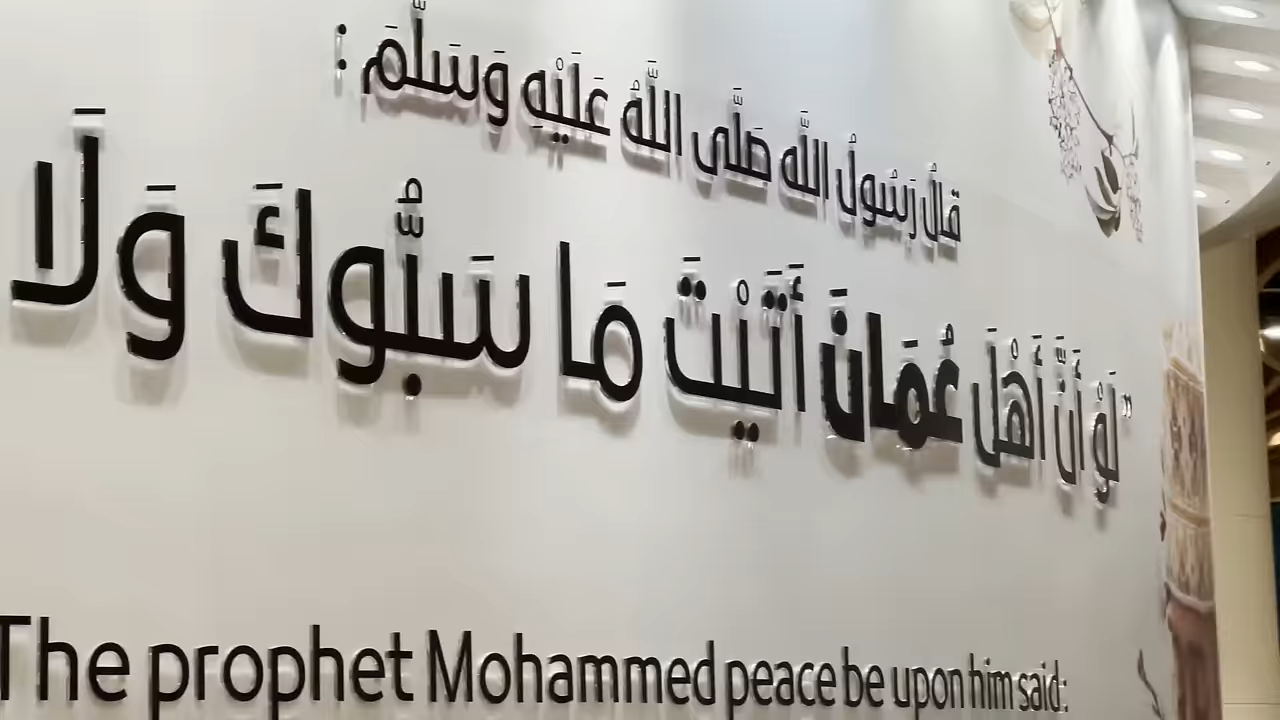 قَالَ رَسُولُ اللَّه صَلَّى اللَّهُ عَلَيْهِ وَسَلَّمَ :
" لَوْ أَنَّ أَهْلَ عُمَانَ أَتَيْتَ مَا سَبُّوكَ وَلَا
The prophet Mohammed peace be upon him said: